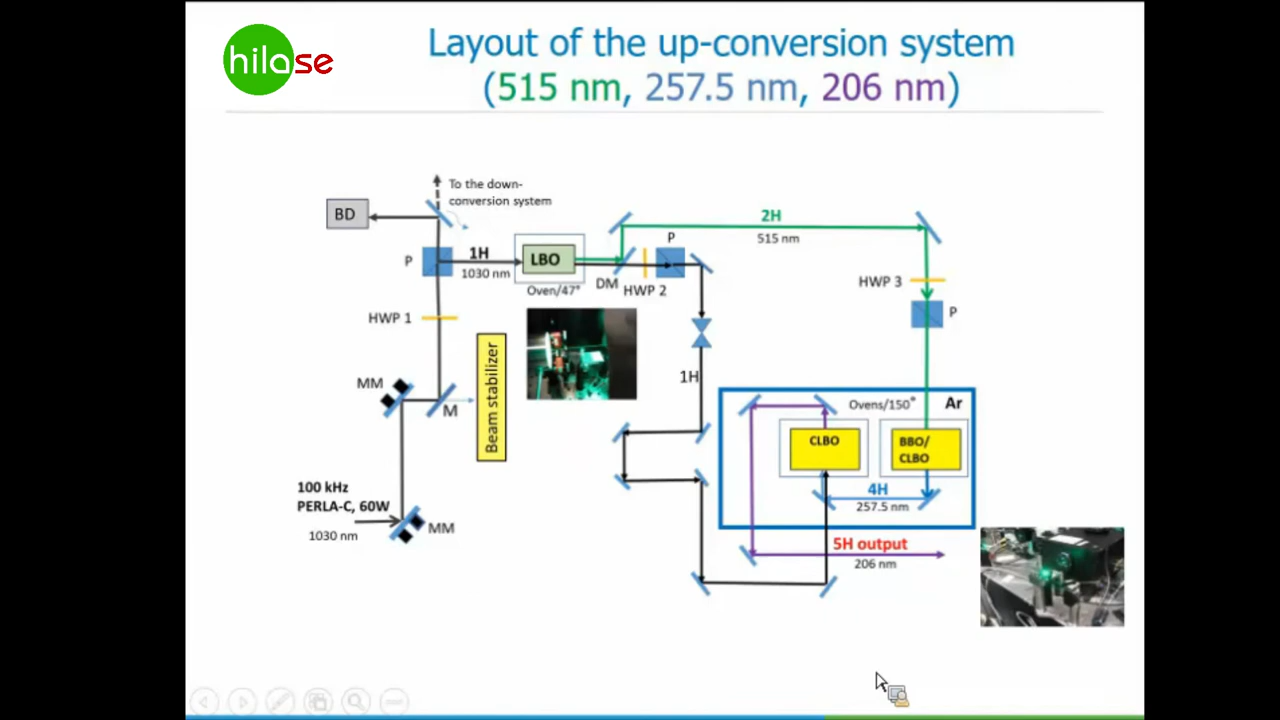 hilase
Layout of the up-conversion system
(515 nm, 257.5 nm, 206 nm)
To the down-
conversion system
BD
P
1H
1030 nm
LBO
Oven/47°
DM
HWP 2
P
2H
515 nm
HWP 3
P
HWP 1
MM
M
Beam stabilizer
1H
Ovens/150°
Ar
CLBO
BBO/
CLBO
4H
257.5 nm
100 kHz
PERLA-C, 60W
1030 nm
MM
5H output
206 nm